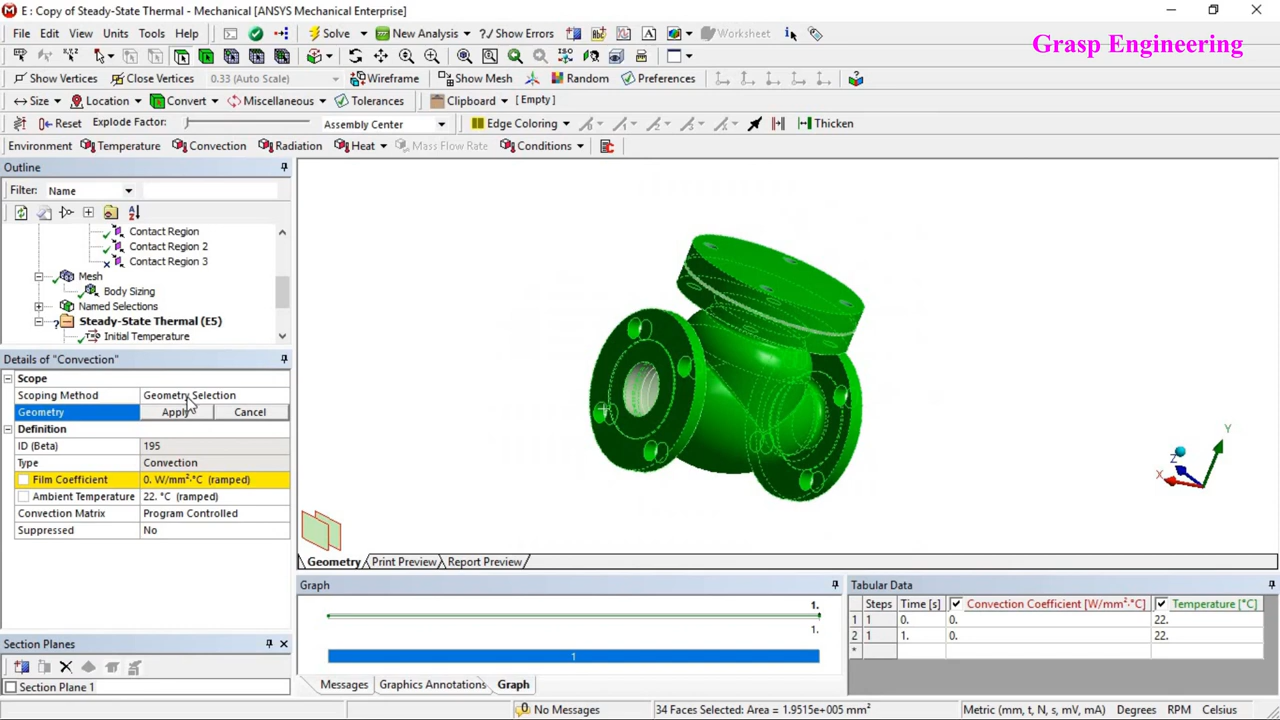 E : Copy of Steady-State Thermal - Mechanical [ANSYS Mechanical Enterprise]
File Edit View Units Tools Help Solve New Analysis ?/ Show Errors Worksheet
Grasp Engineering
Show Vertices Close Vertices 0.33 (Auto Scale) Wireframe Show Mesh Random Preferences
Size Location Convert Miscellaneous Tolerances Clipboard [ Empty ]
Reset Explode Factor: Assembly Center Edge Coloring Thicken
Environment Temperature Convection Radiation Heat Mass Flow Rate Conditions
Outline
Filter: Name
Contact Region
Contact Region 2
Contact Region 3
Mesh
Body Sizing
Named Selections
Steady-State Thermal (E5)
Initial Temperature
Details of "Convection"
Scope
Scoping Method Geometry Selection
Geometry Apply Cancel
Definition
ID (Beta) 195
Type Convection
Film Coefficient 0. W/mm²·°C (ramped)
Ambient Temperature 22. °C (ramped)
Convection Matrix Program Controlled
Suppressed No
Section Planes
Section Plane 1
Y
Z
X
Geometry Print Preview Report Preview
Graph
1.
1.
1
Messages Graphics Annotations Graph
Tabular Data
Steps Time [s] Convection Coefficient [W/mm²·°C] Temperature [°C]
1 1 0. 0. 22.
2 1 1. 0. 22.
*
0 No Messages 34 Faces Selected: Area = 1.9515e+005 mm² Metric (mm, t, N, s, mV, mA) Degrees RPM Celsius